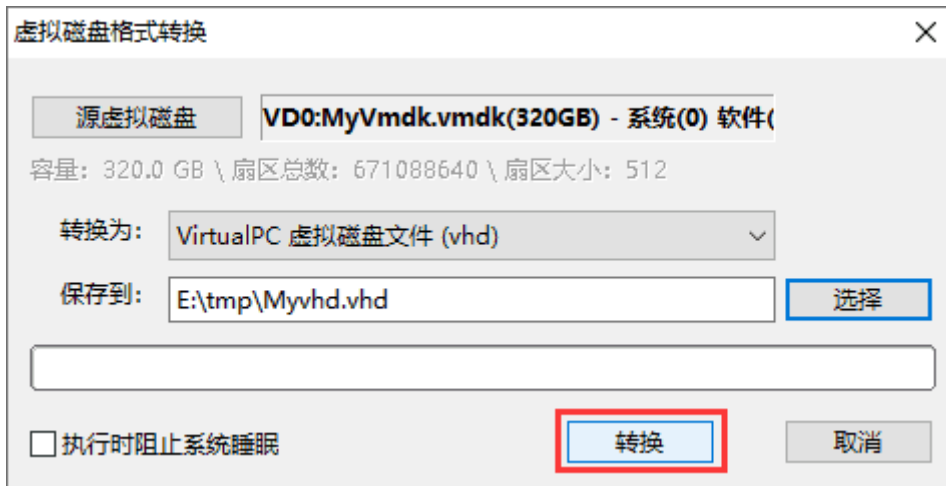 虚拟磁盘格式转换
源虚拟磁盘 VD0:MyVmdk.vmdk(320GB) - 系统(0) 软件(
容量: 320.0 GB \ 扇区总数: 671088640 \ 扇区大小: 512
转换为: VirtualPC 虚拟磁盘文件 (vhd)
保存到: E:\tmp\Myvhd.vhd 选择
执行时阻止系统睡眠 转换 取消